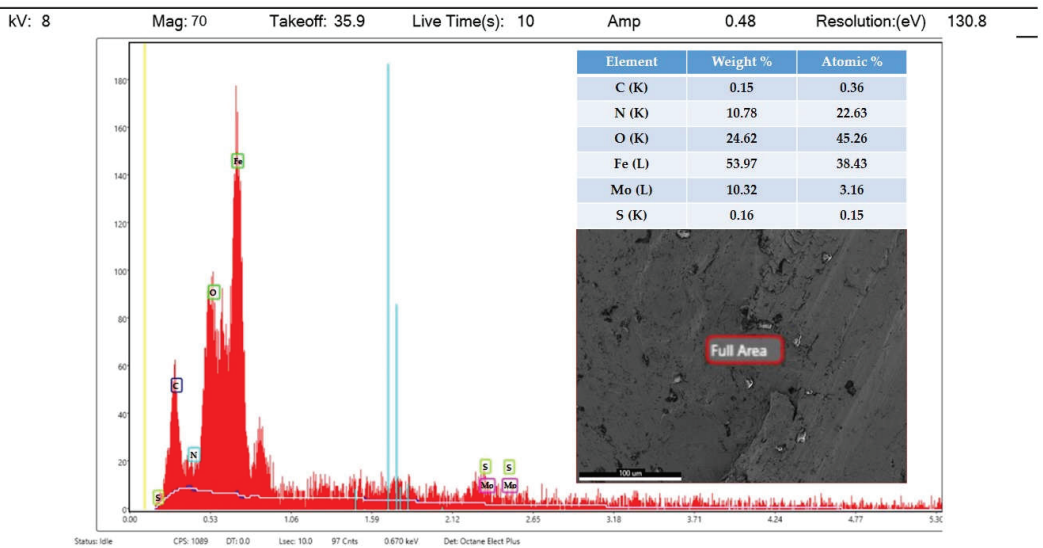 kV: 8 Mag: 70 Takeoff: 35.9 Live Time(s): 10 Amp 0.48 Resolution:(eV) 130.8
Element Weight % Atomic %
C (K) 0.15 0.36
N (K) 10.78 22.63
O (K) 24.62 45.26
Fe (L) 53.97 38.43
Mo (L) 10.32 3.16
S (K) 0.16 0.15
180
160
140
120
100
80
60
40
20
0
Fe
O
C
N
S
S S
Mo Mo
Full Area
100 um
0.00 0.53 1.06 1.59 2.12 2.65 3.18 3.71 4.24 4.77 5.30
Status: Idle CPS: 1089 DT: 0.0 Lsec: 10.0 97 Cnts 0.670 keV Det: Octane Elect Plus